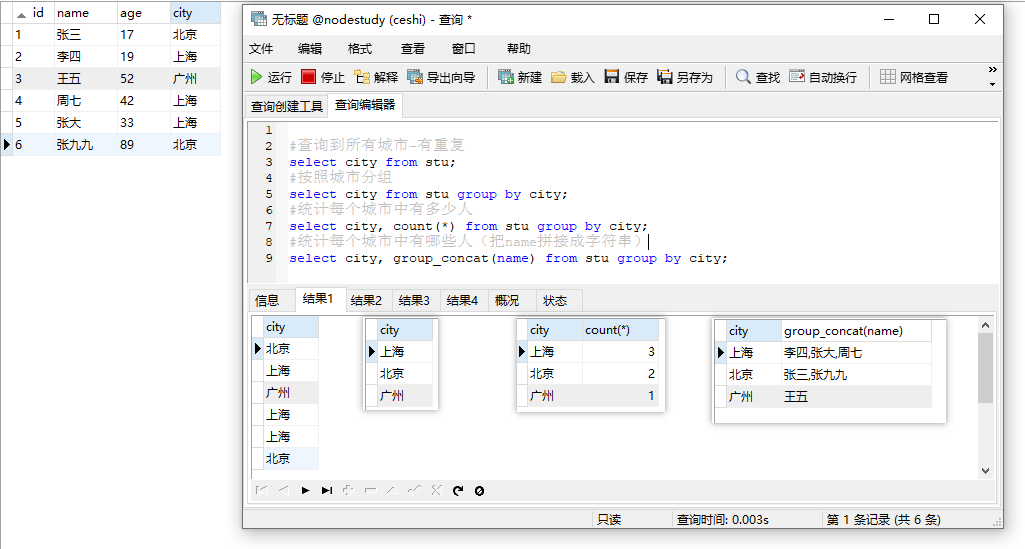 id name age city
1 张三 17 北京
2 李四 19 上海
3 王五 52 广州
4 周七 42 上海
5 张大 33 上海
6 张九九 89 北京
无标题 @nodestudy (ceshi) - 查询 *
文件 编辑 格式 查看 窗口 帮助
运行 停止 解释 导出向导 新建 载入 保存 另存为 查找 自动换行 网格查看 »
查询创建工具 查询编辑器
1
2 #查询到所有城市-有重复
3 select city from stu;
4 #按照城市分组
5 select city from stu group by city;
6 #统计每个城市中有多少人
7 select city, count(*) from stu group by city;
8 #统计每个城市中有哪些人（把name拼接成字符串）
9 select city, group_concat(name) from stu group by city;
信息 结果1 结果2 结果3 结果4 概况 状态
city
北京
上海
广州
上海
上海
北京
city
上海
北京
广州
city count(*)
上海 3
北京 2
广州 1
city group_concat(name)
上海 李四,张大,周七
北京 张三,张九九
广州 王五
只读 查询时间: 0.003s 第 1 条记录 (共 6 条)